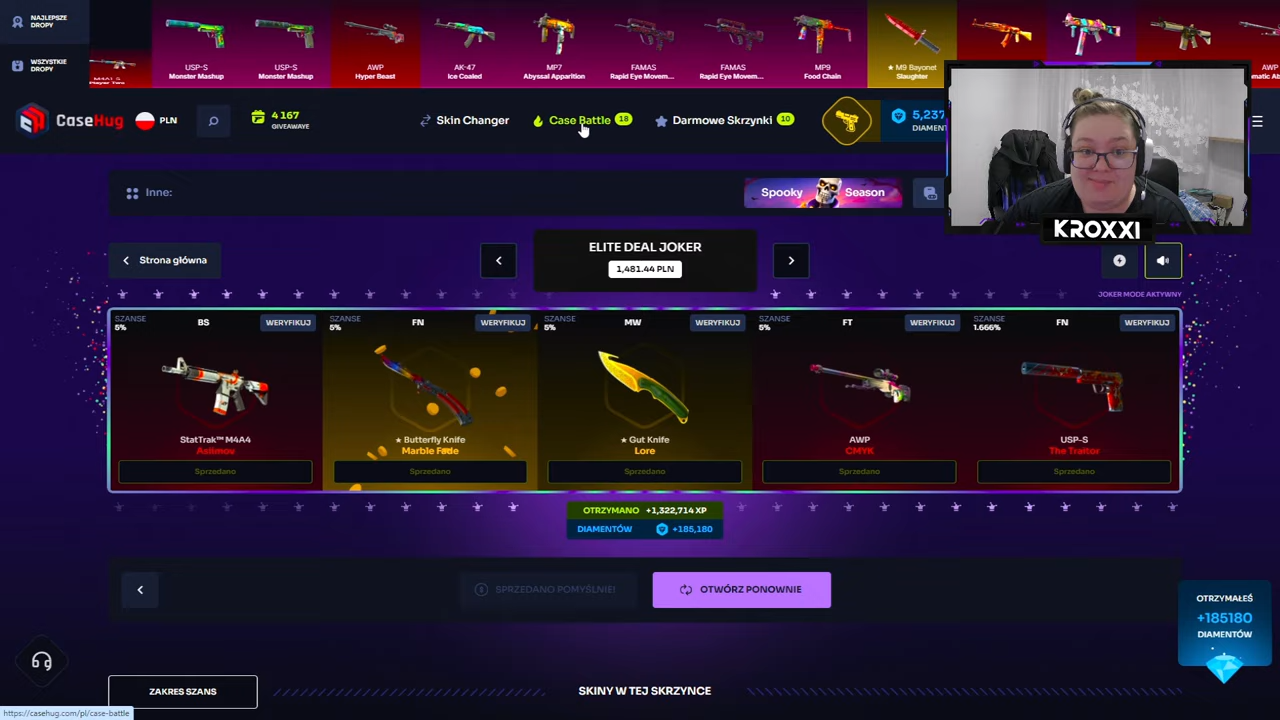 NAJLEPSZE
DROPY
WSZYSTKIE
DROPY
USP-S
Monster Mashup
USP-S
Monster Mashup
AWP
Hyper Beast
AK-47
Ice Coaled
MP7
Abyssal Apparition
FAMAS
Rapid Eye Movem...
FAMAS
Rapid Eye Movem...
MP9
Food Chain
★ M9 Bayonet
Slaughter
CaseHug
PLN
4 167
GIVEAWAYE
Skin Changer
Case Battle 18
Darmowe Skrzynki 10
5,237
DIAMENT
KROXXI
Inne:
Spooky Season
Strona główna
ELITE DEAL JOKER
1,481.44 PLN
JOKER MODE AKTYWNY
SZANSE
5%
BS
WERYFIKUJ
StatTrak™ M4A4
Asiimov
Sprzedano
SZANSE
5%
FN
WERYFIKUJ
★ Butterfly Knife
Marble Fade
Sprzedano
SZANSE
5%
MW
WERYFIKUJ
★ Gut Knife
Lore
Sprzedano
SZANSE
5%
FT
WERYFIKUJ
AWP
CMYK
Sprzedano
SZANSE
1.666%
FN
WERYFIKUJ
USP-S
The Traitor
Sprzedano
OTRZYMANO +1,322,714 XP
DIAMENTÓW +185,180
SPRZEDANO POMYŚLNIE!
OTWÓRZ PONOWNIE
OTRZYMAŁEŚ
+185180
DIAMENTÓW
ZAKRES SZANS
SKINY W TEJ SKRZYNCE
https://casehug.com/pl/case-battle